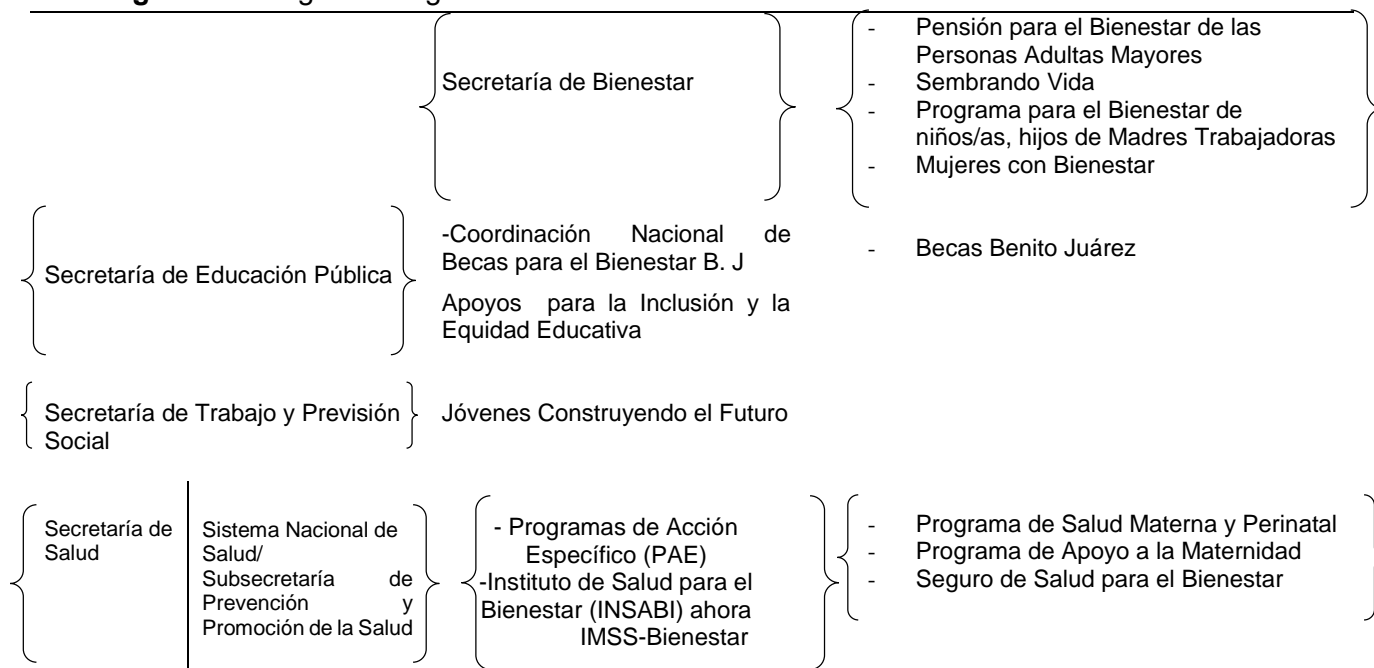 Secretaría de Bienestar
- Pensión para el Bienestar de las
Personas Adultas Mayores
- Sembrando Vida
- Programa para el Bienestar de
niños/as, hijos de Madres Trabajadoras
- Mujeres con Bienestar
Secretaría de Educación Pública
-Coordinación Nacional de
Becas para el Bienestar B. J
Apoyos para la Inclusión y la
Equidad Educativa
- Becas Benito Juárez
Secretaría de Trabajo y Previsión
Social
Jóvenes Construyendo el Futuro
Secretaría de
Salud
Sistema Nacional de
Salud/
Subsecretaría de
Prevención y
Promoción de la Salud
- Programas de Acción
Específico (PAE)
-Instituto de Salud para el
Bienestar (INSABI) ahora
IMSS-Bienestar
- Programa de Salud Materna y Perinatal
- Programa de Apoyo a la Maternidad
- Seguro de Salud para el Bienestar